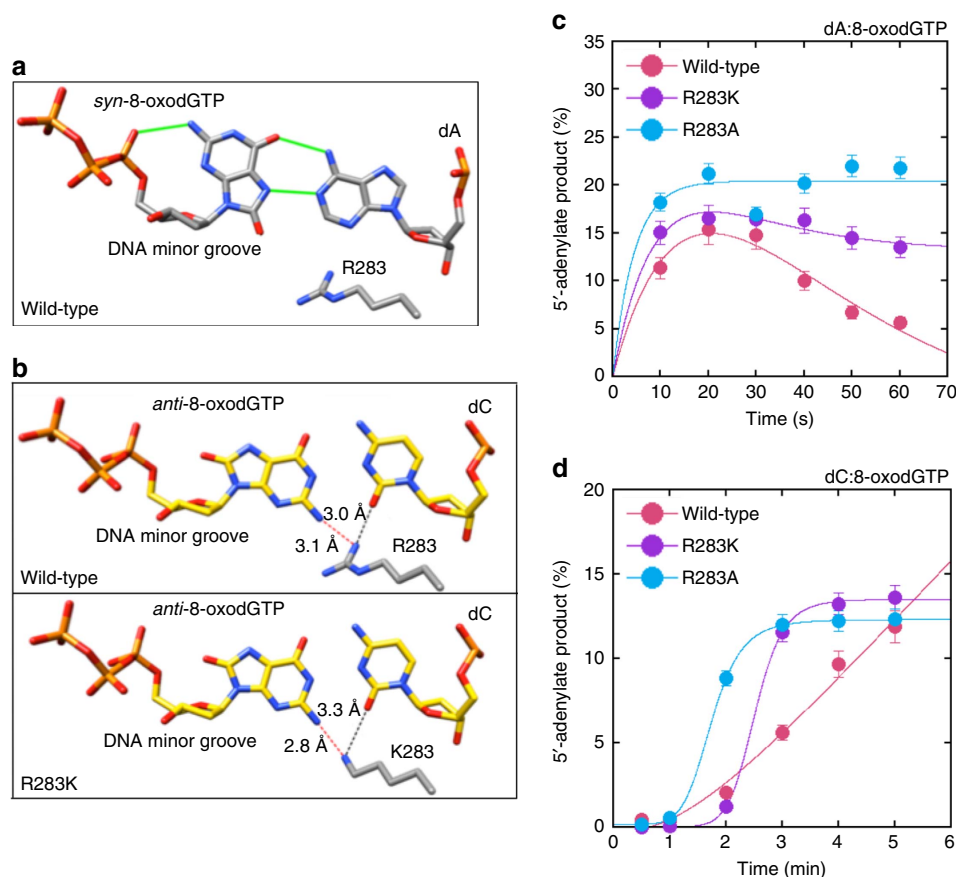 a
syn-8-oxodGTP
dA
DNA minor groove
R283
Wild-type
b
anti-8-oxodGTP
dC
3.0 Å
DNA minor groove
3.1 Å
R283
Wild-type
anti-8-oxodGTP
dC
3.3 Å
DNA minor groove
2.8 Å
K283
R283K
c
dA:8-oxodGTP
35
30
25
20
15
10
5
0
Wild-type
R283K
R283A
5′-adenylate product (%)
0 10 20 30 40 50 60 70
Time (s)
d
dC:8-oxodGTP
20
15
10
5
0
Wild-type
R283K
R283A
5′-adenylate product (%)
0 1 2 3 4 5 6
Time (min)